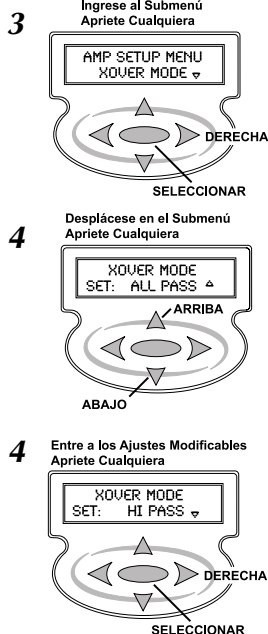 3
Ingrese al Submenú
Apriete Cualquiera
AMP SETUP MENU
XOVER MODE ▿
DERECHA
SELECCIONAR
4
Desplácese en el Submenú
Apriete Cualquiera
XOVER MODE
SET: ALL PASS ▵
ARRIBA
ABAJO
4
Entre a los Ajustes Modificables
Apriete Cualquiera
XOVER MODE
SET: HI PASS ▿
DERECHA
SELECCIONAR